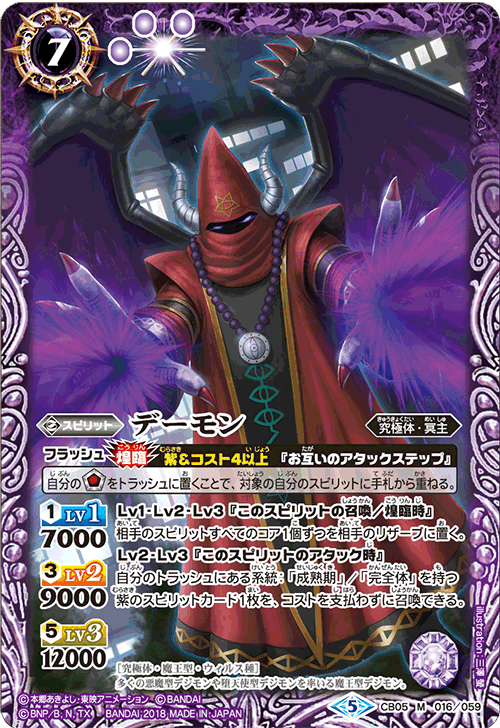 7
スピリット
デーモン
究極体・冥主
フラッシュ 煌臨 紫&コスト4以上 『お互いのアタックステップ』
自分の をトラッシュに置くことで、対象の自分のスピリットに手札から重ねる。
1 LV1
7000
Lv1・Lv2・Lv3 『このスピリットの召喚／煌臨時』
相手のスピリットすべてのコア1個ずつを相手のリザーブに置く。
3 LV2
9000
Lv2・Lv3 『このスピリットのアタック時』
自分のトラッシュにある系統：「成熟期」／「完全体」を持つ
紫のスピリットカード1枚を、コストを支払わずに召喚できる。
5 LV3
12000
[究極体・魔王型・ウィルス種]
多くの悪魔型デジモンや堕天使型デジモンを率いる魔王型デジモン。
©本郷あきよし・東映アニメーション ©BANDAI
©BNP/B, N, TX BANDAI 2018 MADE IN JAPAN
5 CB05 M 016/059